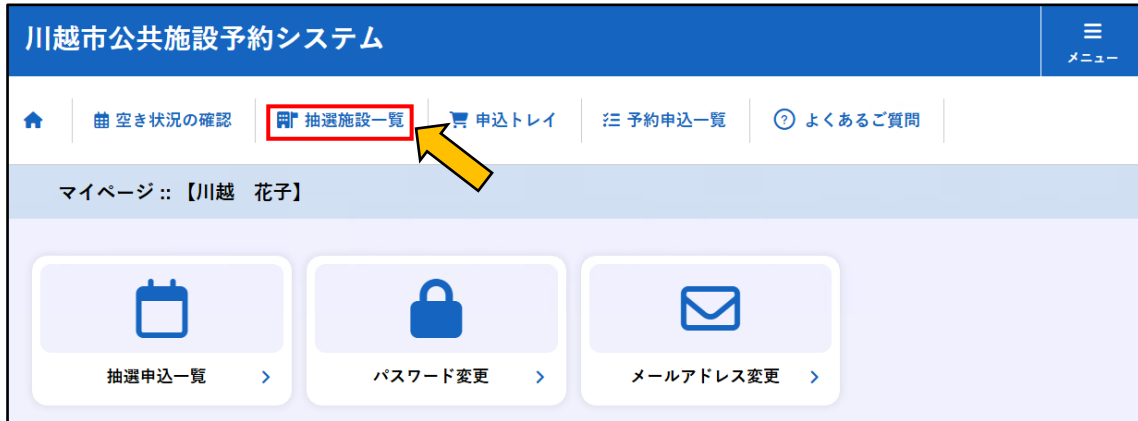 川越市公共施設予約システム
メニュー
空き状況の確認
抽選施設一覧
申込トレイ
予約申込一覧
よくあるご質問
マイページ :: 【川越　花子】
抽選申込一覧
パスワード変更
メールアドレス変更